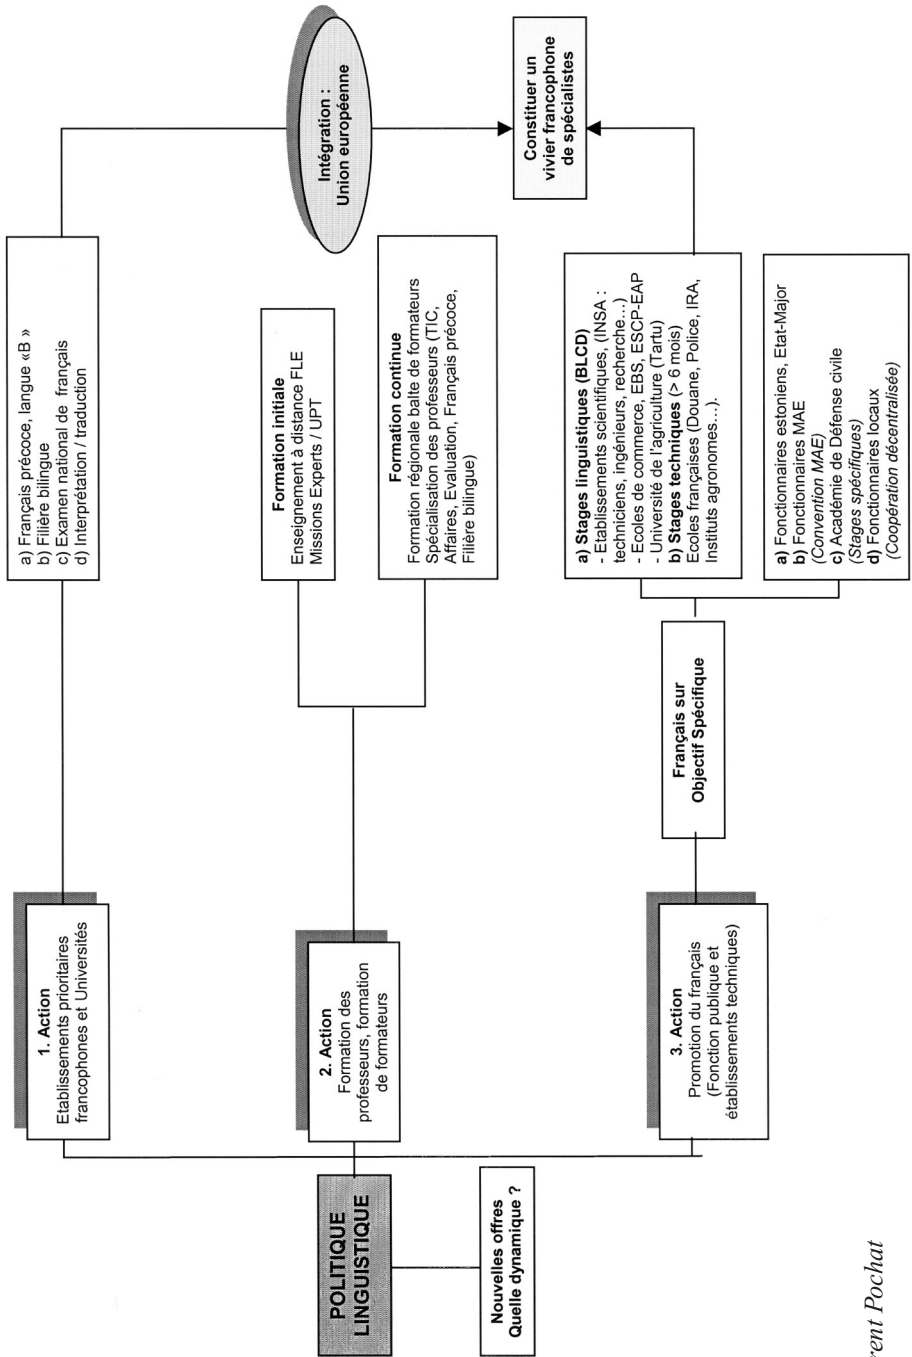 POLITIQUE
LINGUISTIQUE
Nouvelles offres
Quelle dynamique ?
1. Action
Etablissements prioritaires
francophones et Universités
2. Action
Formation des
professeurs, formation
de formateurs
3. Action
Promotion du français
(Fonction publique et
établissements techniques)
Français sur
Objectif Spécifique
a) Français précoce, langue «B »
b) Filière bilingue
c) Examen national de français
d) Interprétation / traduction
Formation initiale
Enseignement à distance FLE
Missions Experts / UPT
Formation continue
Formation régionale balte de formateurs
Spécialisation des professeurs (TIC,
Affaires, Evaluation, Français précoce,
Filière bilingue)
a) Stages linguistiques (BLCD)
- Etablissements scientifiques, (INSA :
techniciens, ingénieurs, recherche…)
- Ecoles de commerce, EBS, ESCP-EAP
- Université de l'agriculture (Tartu)
b) Stages techniques (> 6 mois)
Ecoles françaises (Douane, Police, IRA,
Instituts agronomes…).
a) Fonctionnaires estoniens, Etat-Major
b) Fonctionnaires MAE
(Convention MAE)
c) Académie de Défense civile
(Stages spécifiques)
d) Fonctionnaires locaux
(Coopération décentralisée)
Intégration :
Union européenne
Constituer un
vivier francophone
de spécialistes
rent Pochat